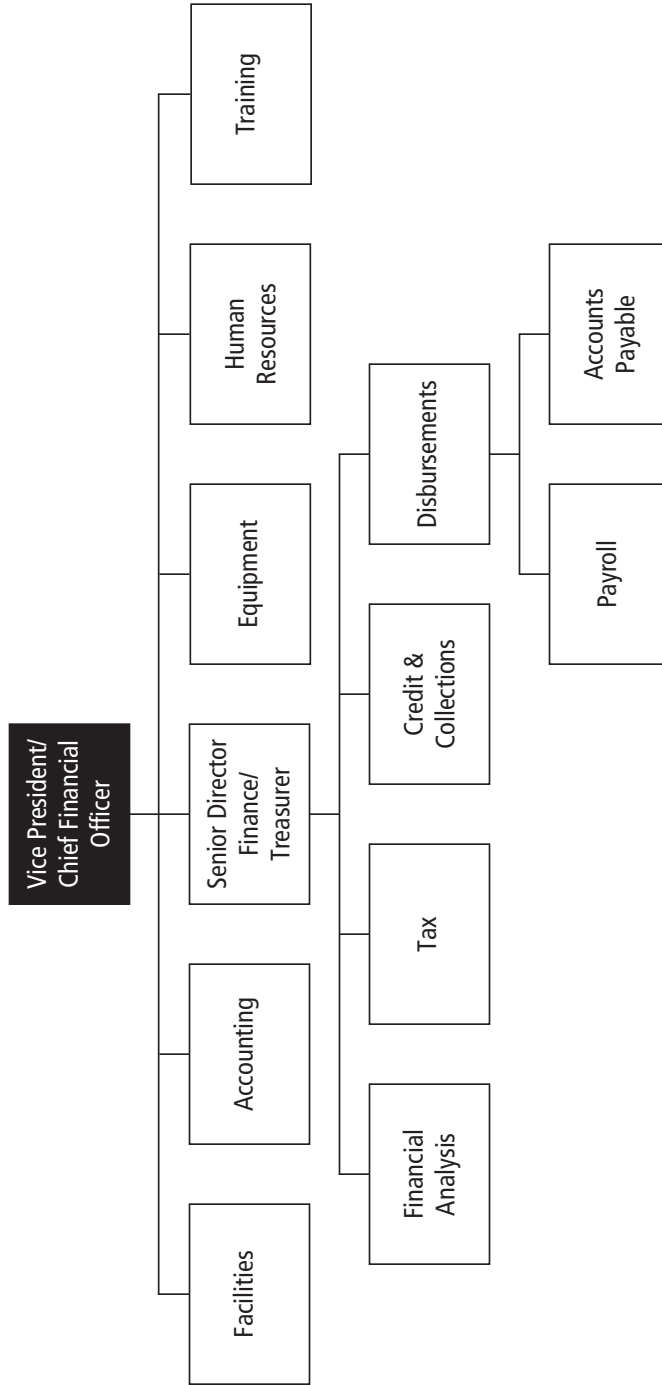 Vice President/
Chief Financial
Officer
Facilities
Accounting
Senior Director
Finance/
Treasurer
Equipment
Human
Resources
Training
Financial
Analysis
Tax
Credit &
Collections
Disbursements
Payroll
Accounts
Payable